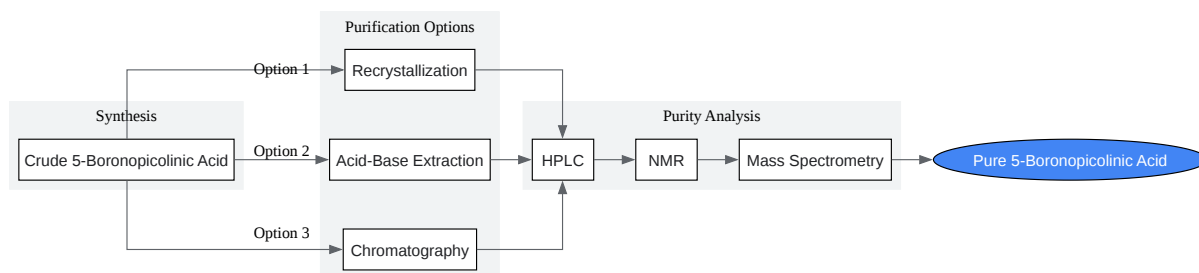 Purification Options
Option 1
Recrystallization
Synthesis
Purity Analysis
Crude 5-Boronopicolinic Acid
Option 2
Acid-Base Extraction
HPLC
NMR
Mass Spectrometry
Pure 5-Boronopicolinic Acid
Option 3
Chromatography